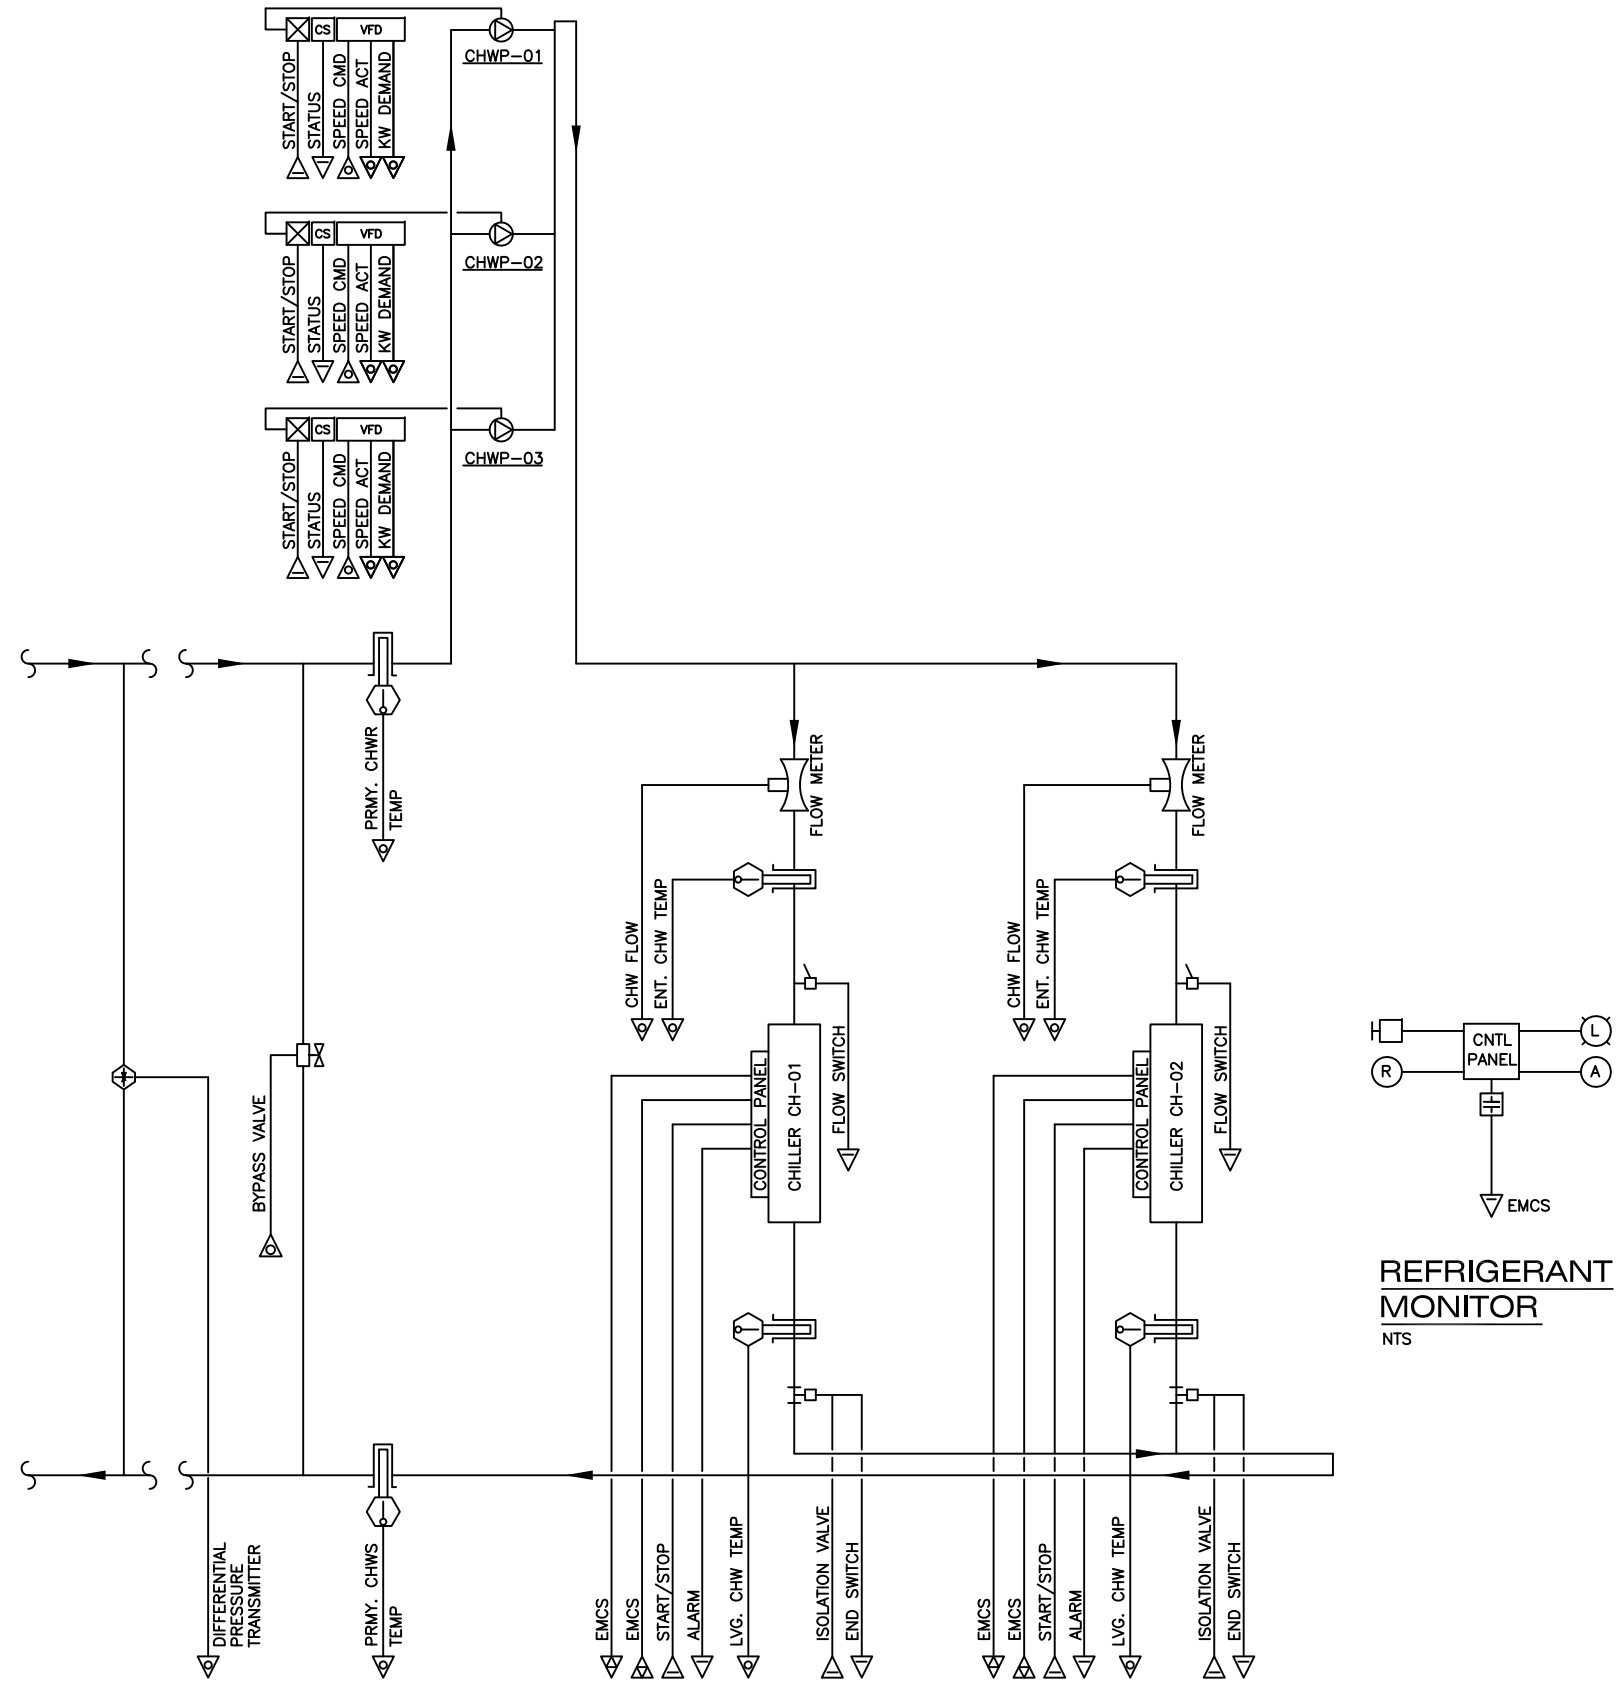 CS
VFD
CHWP-01
START/STOP
STATUS
SPEED CMD
SPEED ACT
KW DEMAND
CS
VFD
CHWP-02
START/STOP
STATUS
SPEED CMD
SPEED ACT
KW DEMAND
CS
VFD
CHWP-03
START/STOP
STATUS
SPEED CMD
SPEED ACT
KW DEMAND
PRMY. CHWR
TEMP
FLOW METER
FLOW METER
CHW FLOW
ENT. CHW TEMP
CHW FLOW
ENT. CHW TEMP
BYPASS VALVE
CONTROL PANEL
CHILLER CH-01
FLOW SWITCH
CONTROL PANEL
CHILLER CH-02
FLOW SWITCH
CNTL
PANEL
L
R
A
EMCS
REFRIGERANT
MONITOR
NTS
DIFFERENTIAL
PRESSURE
TRANSMITTER
PRMY. CHWS
TEMP
EMCS
EMCS
START/STOP
ALARM
LVG. CHW TEMP
ISOLATION VALVE
END SWITCH
EMCS
EMCS
START/STOP
ALARM
LVG. CHW TEMP
ISOLATION VALVE
END SWITCH